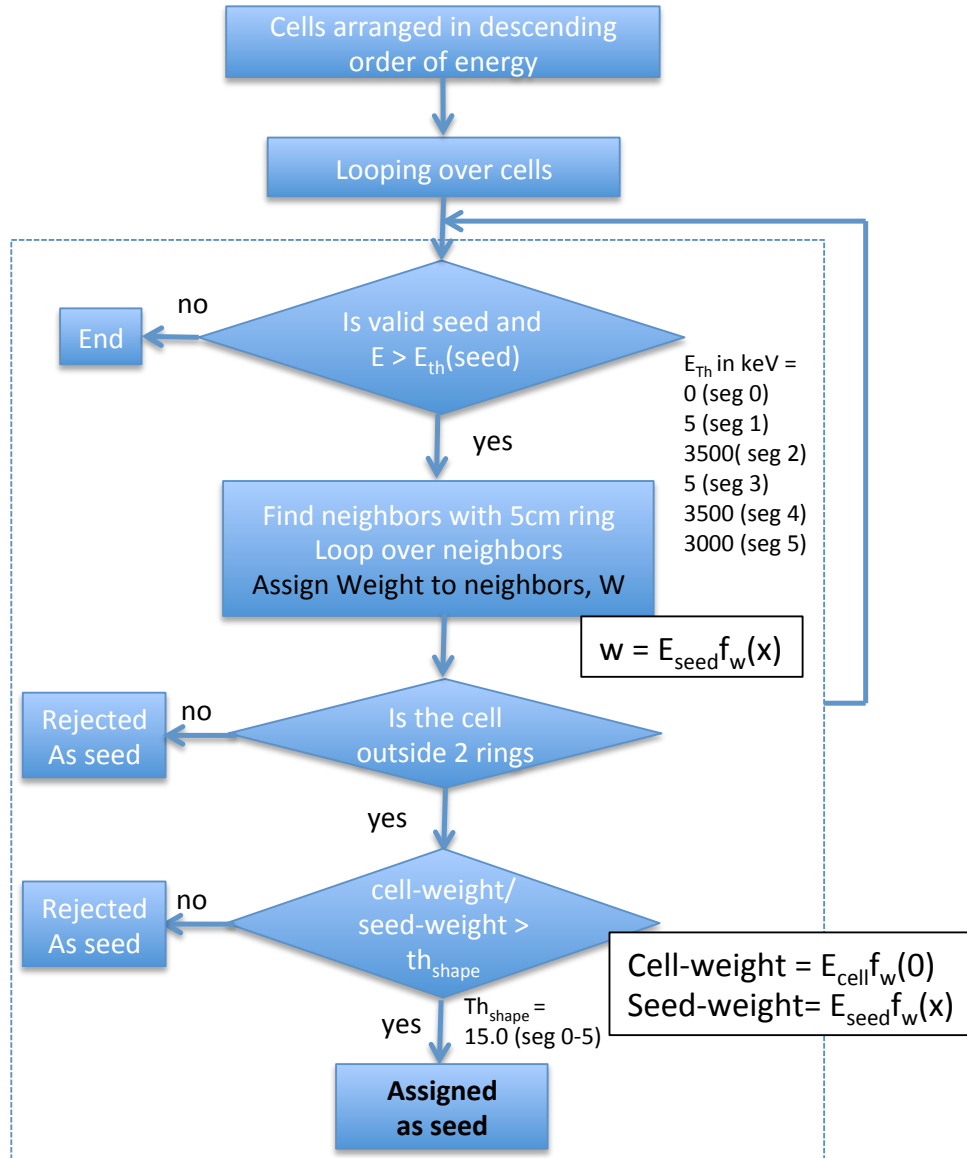 Cells arranged in descending
order of energy
Looping over cells
no
End
Is valid seed and
E > E_th(seed)
E_Th in keV =
0 (seg 0)
5 (seg 1)
3500( seg 2)
5 (seg 3)
3500 (seg 4)
3000 (seg 5)
yes
Find neighbors with 5cm ring
Loop over neighbors
Assign Weight to neighbors, W
w = E_seed f_w(x)
no
Rejected
As seed
Is the cell
outside 2 rings
yes
no
Rejected
As seed
cell-weight/
seed-weight >
th_shape
Cell-weight = E_cell f_w(0)
Seed-weight= E_seed f_w(x)
yes
Th_shape =
15.0 (seg 0-5)
Assigned
as seed